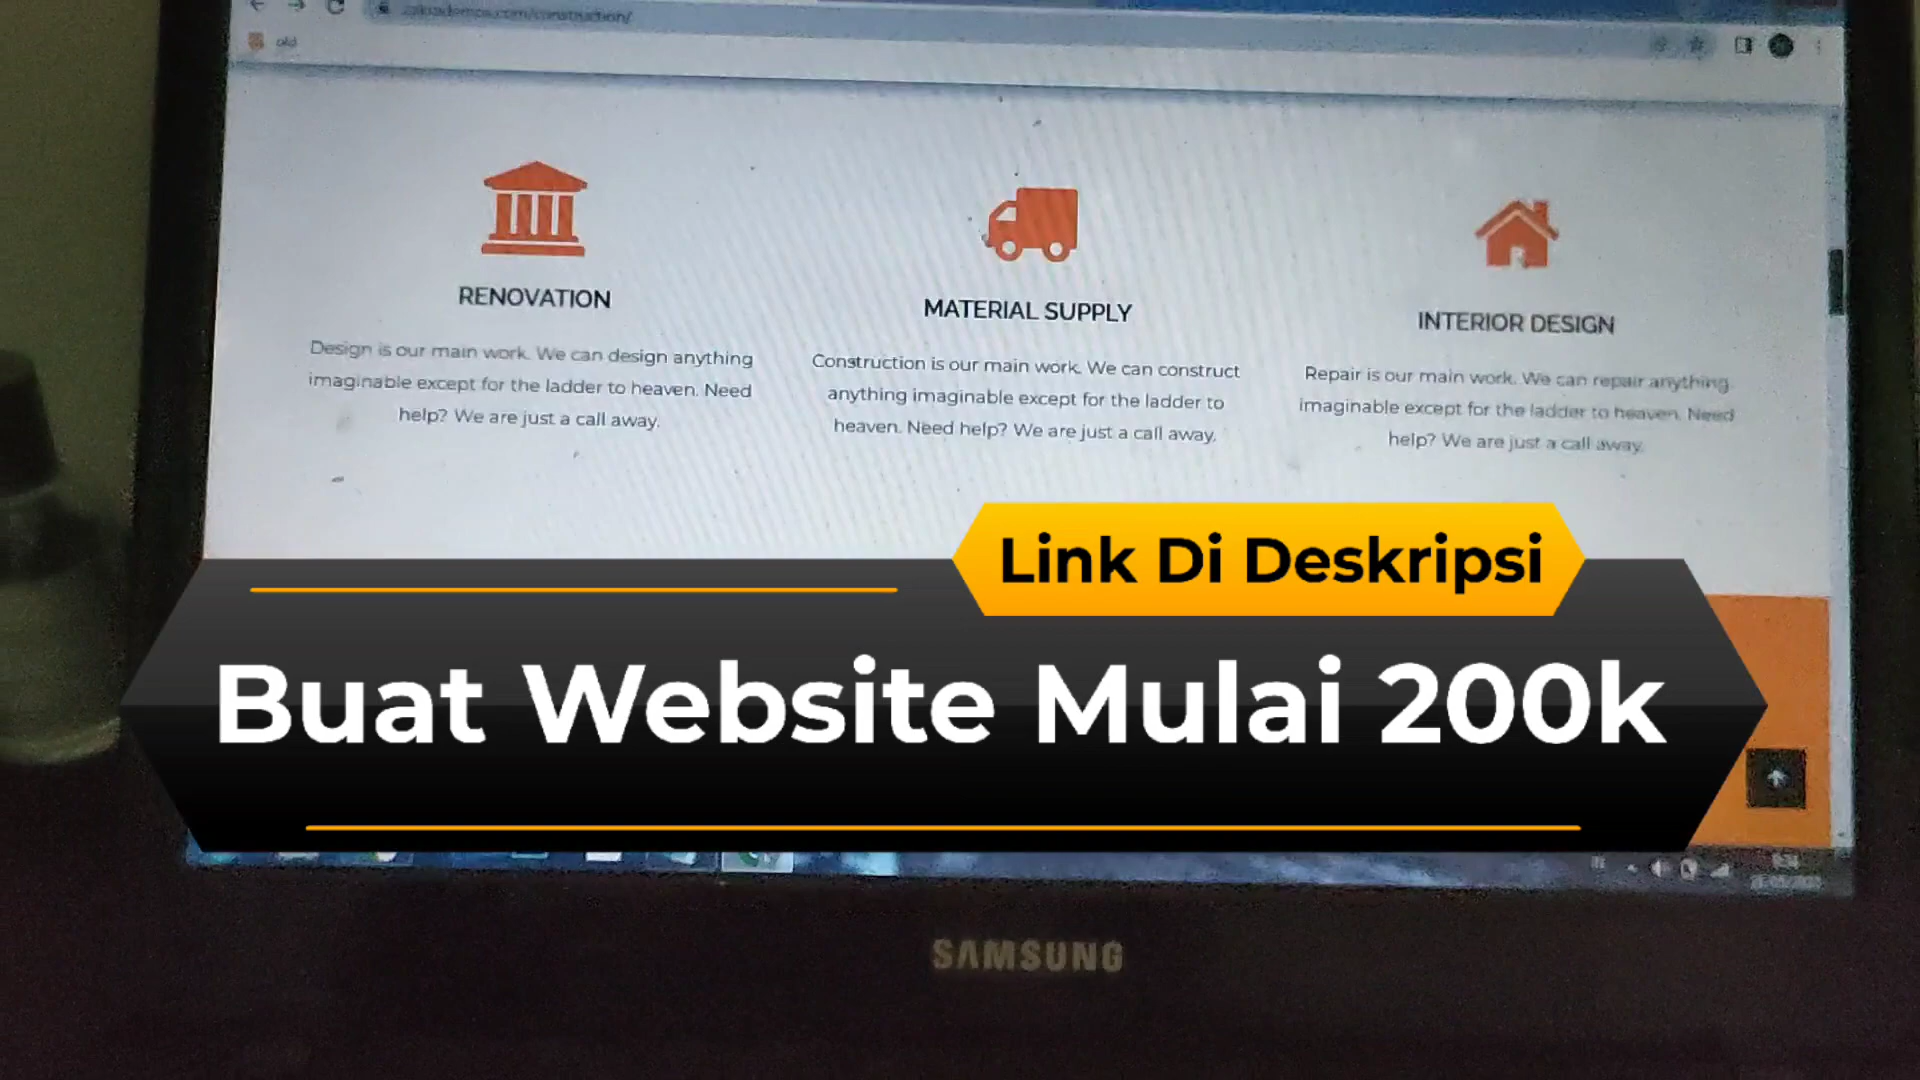 old
RENOVATION
Design is our main work. We can design anything
imaginable except for the ladder to heaven. Need
help? We are just a call away.
MATERIAL SUPPLY
Construction is our main work. We can construct
anything imaginable except for the ladder to
heaven. Need help? We are just a call away.
INTERIOR DESIGN
Repair is our main work. We can repair anything
imaginable except for the ladder to heaven. Need
help? We are just a call away.
Link Di Deskripsi
Buat Website Mulai 200k
SAMSUNG